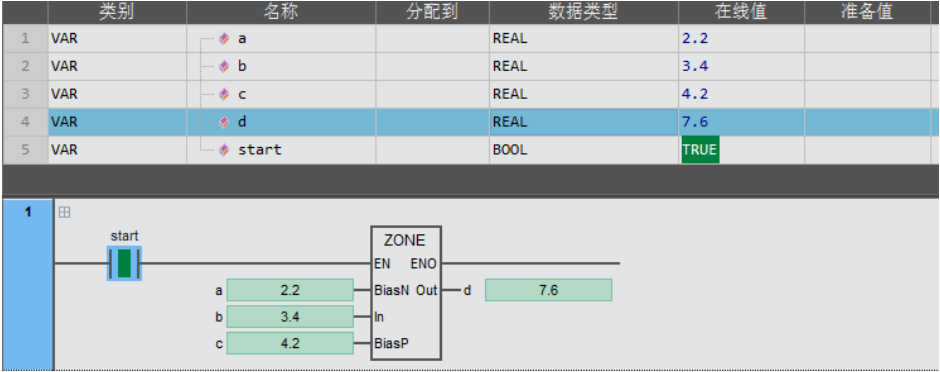 类别 名称 分配到 数据类型 在线值 准备值
1 VAR a REAL 2.2
2 VAR b REAL 3.4
3 VAR c REAL 4.2
4 VAR d REAL 7.6
5 VAR start BOOL TRUE
1
start
ZONE
EN ENO
a 2.2 BiasN Out d 7.6
b 3.4 In
c 4.2 BiasP